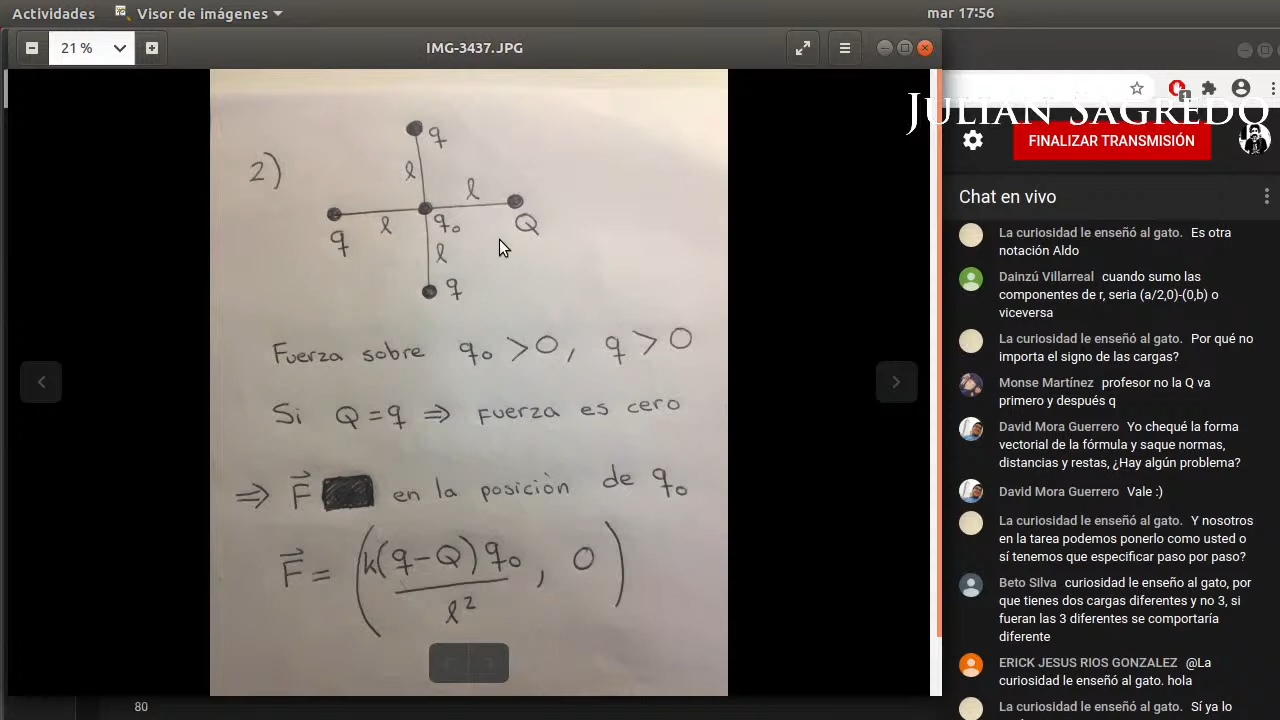 Actividades
Visor de imágenes
mar 17:56
21 %
IMG-3437.JPG
JULIAN SAGREDO
1
FINALIZAR TRANSMISIÓN
2)
q
l
l
q
l
q₀
Q
l
q
Fuerza sobre q₀ > 0, q > 0
Si Q = q ⇒ Fuerza es cero
⇒ F⃗ en la posiciòn de q₀
F⃗ = (k(q-Q)q₀ / l², 0)
80
Chat en vivo
La curiosidad le enseñó al gato. Es otra
notación Aldo
Dainzú Villarreal cuando sumo las
componentes de r, seria (a/2,0)-(0,b) o
viceversa
La curiosidad le enseñó al gato. Por qué no
importa el signo de las cargas?
Monse Martínez profesor no la Q va
primero y después q
David Mora Guerrero Yo chequé la forma
vectorial de la fórmula y saque normas,
distancias y restas, ¿Hay algún problema?
David Mora Guerrero Vale :)
La curiosidad le enseñó al gato. Y nosotros
en la tarea podemos ponerlo como usted o
sí tenemos que especificar paso por paso?
Beto Silva curiosidad le enseño al gato, por
que tienes dos cargas diferentes y no 3, si
fueran las 3 diferentes se comportaría
diferente
ERICK JESUS RIOS GONZALEZ @La
curiosidad le enseñó al gato. hola
La curiosidad le enseñó al gato. Sí ya lo